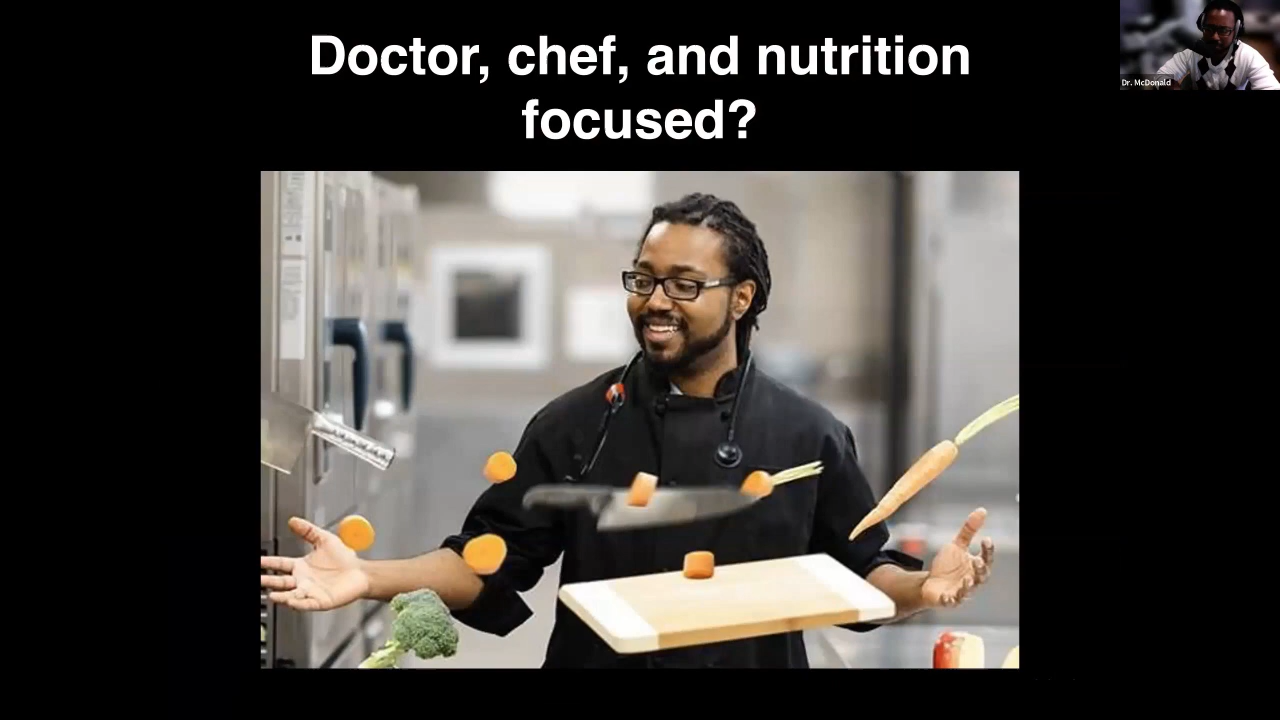 Doctor, chef, and nutrition
focused?
Dr. McDonald